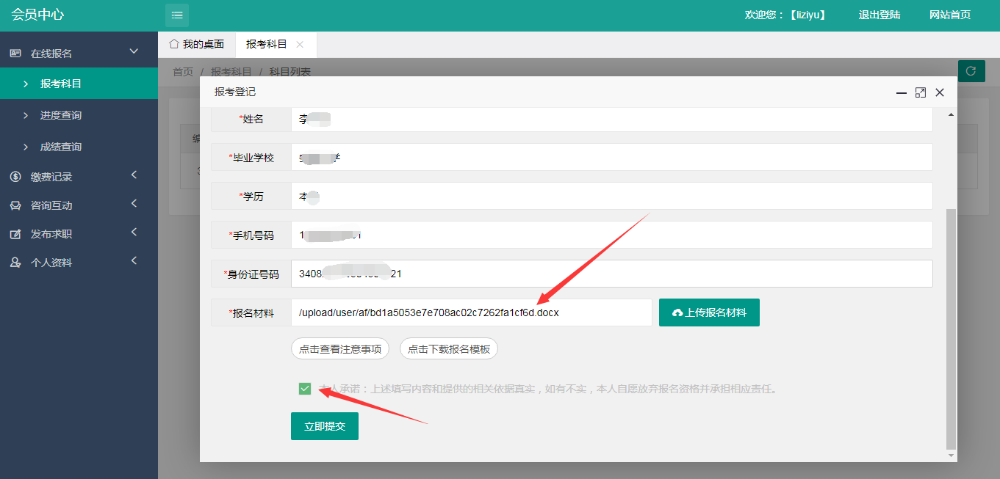 会员中心
欢迎您：【liziyu】 退出登陆 网站首页
我的桌面 报考科目
在线报名
报考科目
进度查询
成绩查询
缴费记录
咨询互动
发布求职
个人资料
首页 / 报考科目 / 科目列表
报考登记
*姓名 李
*毕业学校 学
*学历 本
*手机号码 1
*身份证号码 3408 21
*报名材料 /upload/user/af/bd1a5053e7e708ac02c7262fa1cf6d.docx 上传报名材料
点击查看注意事项 点击下载报名模板
本人承诺：上述填写内容和提供的相关依据真实，如有不实，本人自愿放弃报名资格并承担相应责任。
立即提交